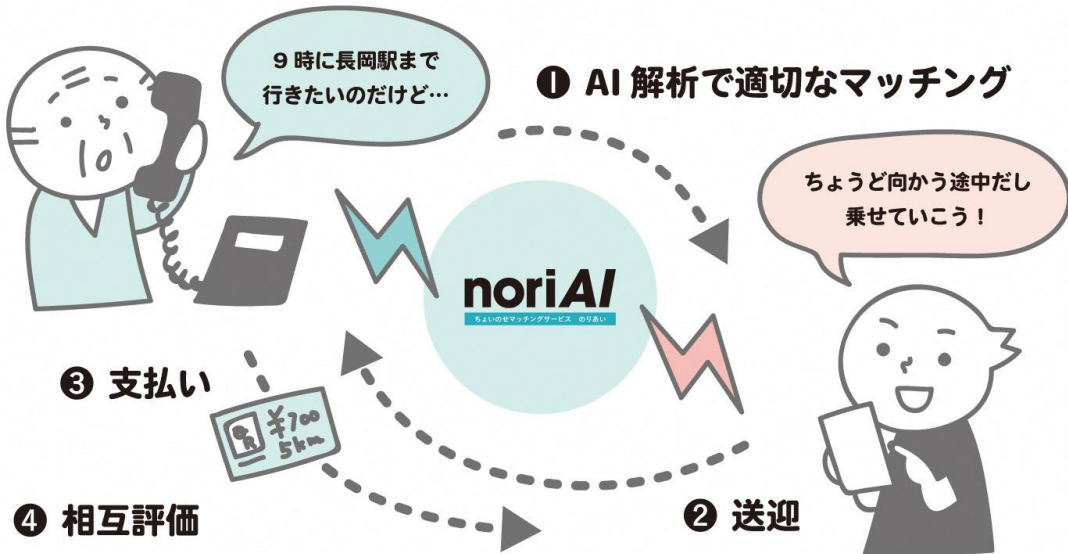 9 時に長岡駅まで
行きたいのだけど…
❶ AI 解析で適切なマッチング
ちょうど向かう途中だし
乗せていこう！
noriAI
ちょいのせマッチングサービス のりあい
❸ 支払い
QR
¥700
5km
❹ 相互評価
❷ 送迎